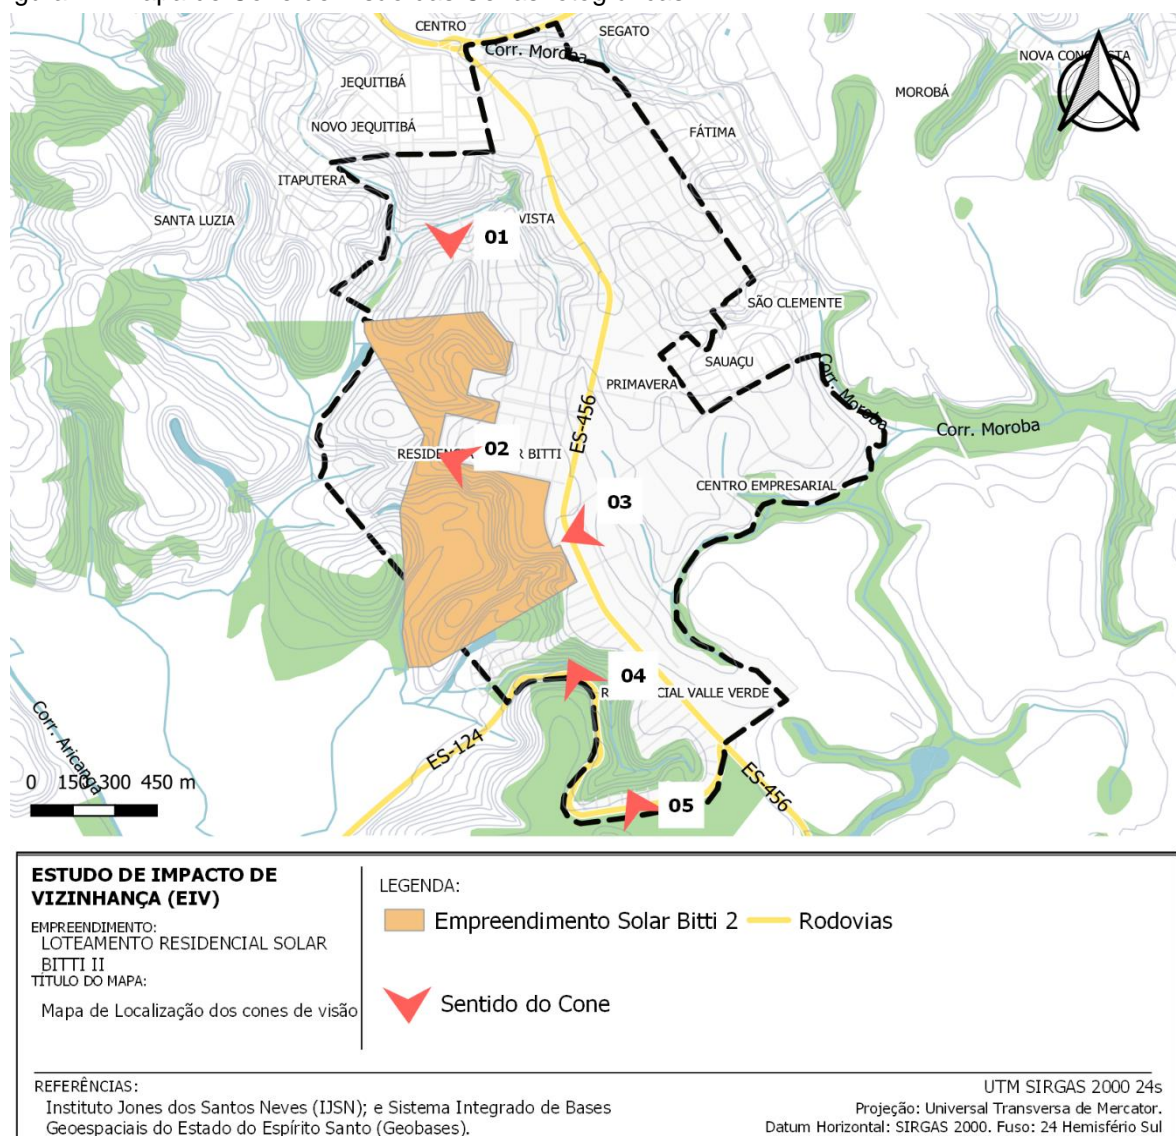 CENTRO
SEGATO
Corr. Moroba
NOVA CON
STA
JEQUITIBÁ
MOROBÁ
NOVO JEQUITIBÁ
FÁTIMA
ITAPUTERA
SANTA LUZIA
VISTA
01
SÃO CLEMENTE
SAUAÇU
PRIMAVERA
Corr. Moroba
ES-456
Corr. Moroba
RESIDENCIA
02
R BITTI
CENTRO EMPRESARIAL
03
04
R
CIAL VALLE VERDE
Corr. Aricanga
ES-124
ES-456
0 150 300 450 m
05
ESTUDO DE IMPACTO DE
VIZINHANÇA (EIV)
EMPREENDIMENTO:
LOTEAMENTO RESIDENCIAL SOLAR
BITTI II
TÍTULO DO MAPA:
Mapa de Localização dos cones de visão
LEGENDA:
Empreendimento Solar Bitti 2
Rodovias
Sentido do Cone
REFERÊNCIAS:
Instituto Jones dos Santos Neves (IJSN); e Sistema Integrado de Bases
Geoespaciais do Estado do Espírito Santo (Geobases).
UTM SIRGAS 2000 24s
Projeção: Universal Transversa de Mercator.
Datum Horizontal: SIRGAS 2000. Fuso: 24 Hemisfério Sul